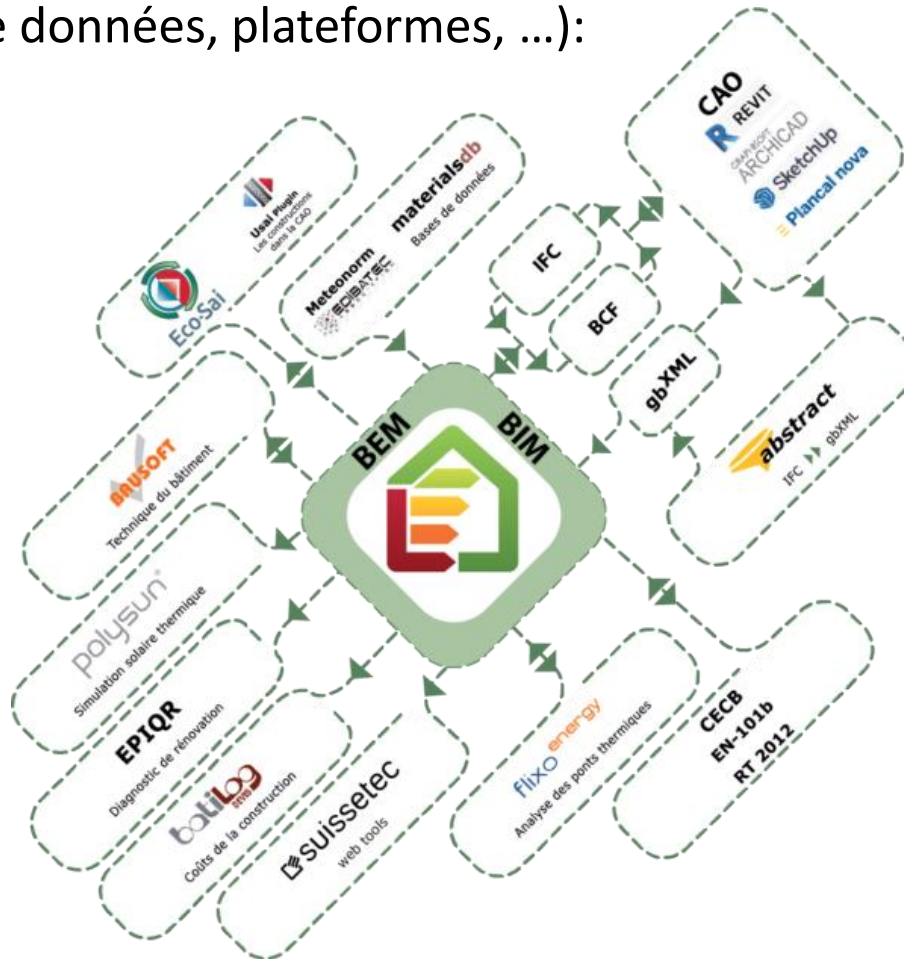 e données, plateformes, …):
CAO
REVIT
GRAPHISOFT
ARCHICAD
SketchUp
Plancal nova
Usai Plugin
Les constructions
dans la CAO
Eco-Sai
materialsdb
Meteonorm
EDIBATEC
Bases de données
IFC
BCF
gbXML
abstract
IFC gbXML
BEM
BIM
BAUSOFT
Technique du bâtiment
polysun®
Simulation solaire thermique
EPIQR
Diagnostic de rénovation
batiLog
DEVIS
Coûts de la construction
suissetec
web tools
flixo energy
Analyse des ponts thermiques
CECB
EN-101b
RT 2012